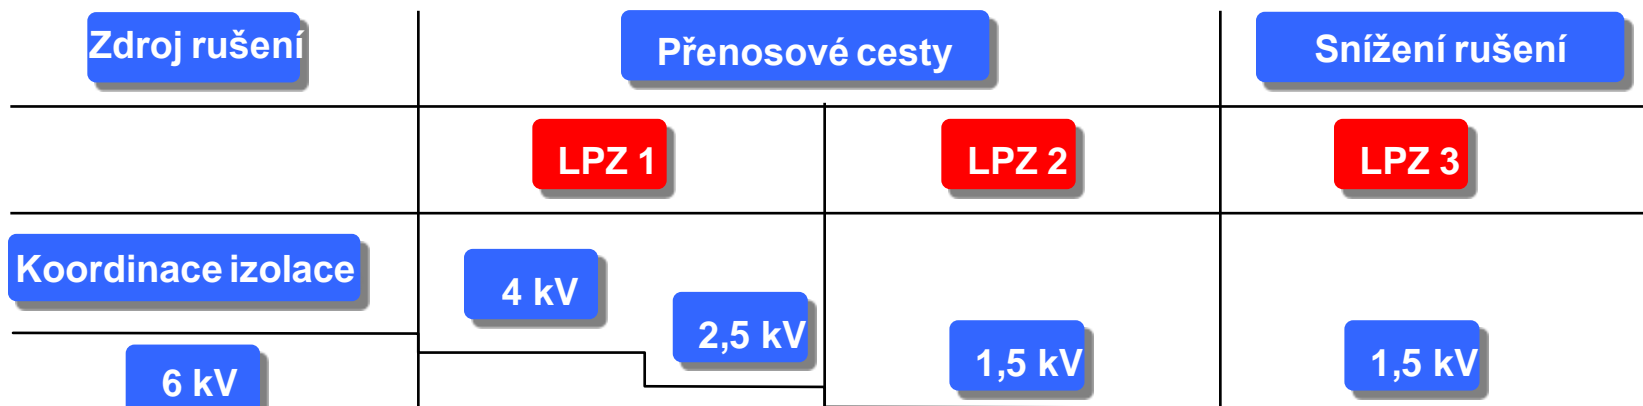 Zdroj rušení
Přenosové cesty
Snížení rušení
LPZ 1
LPZ 2
LPZ 3
Koordinace izolace
4 kV
2,5 kV
1,5 kV
1,5 kV
6 kV